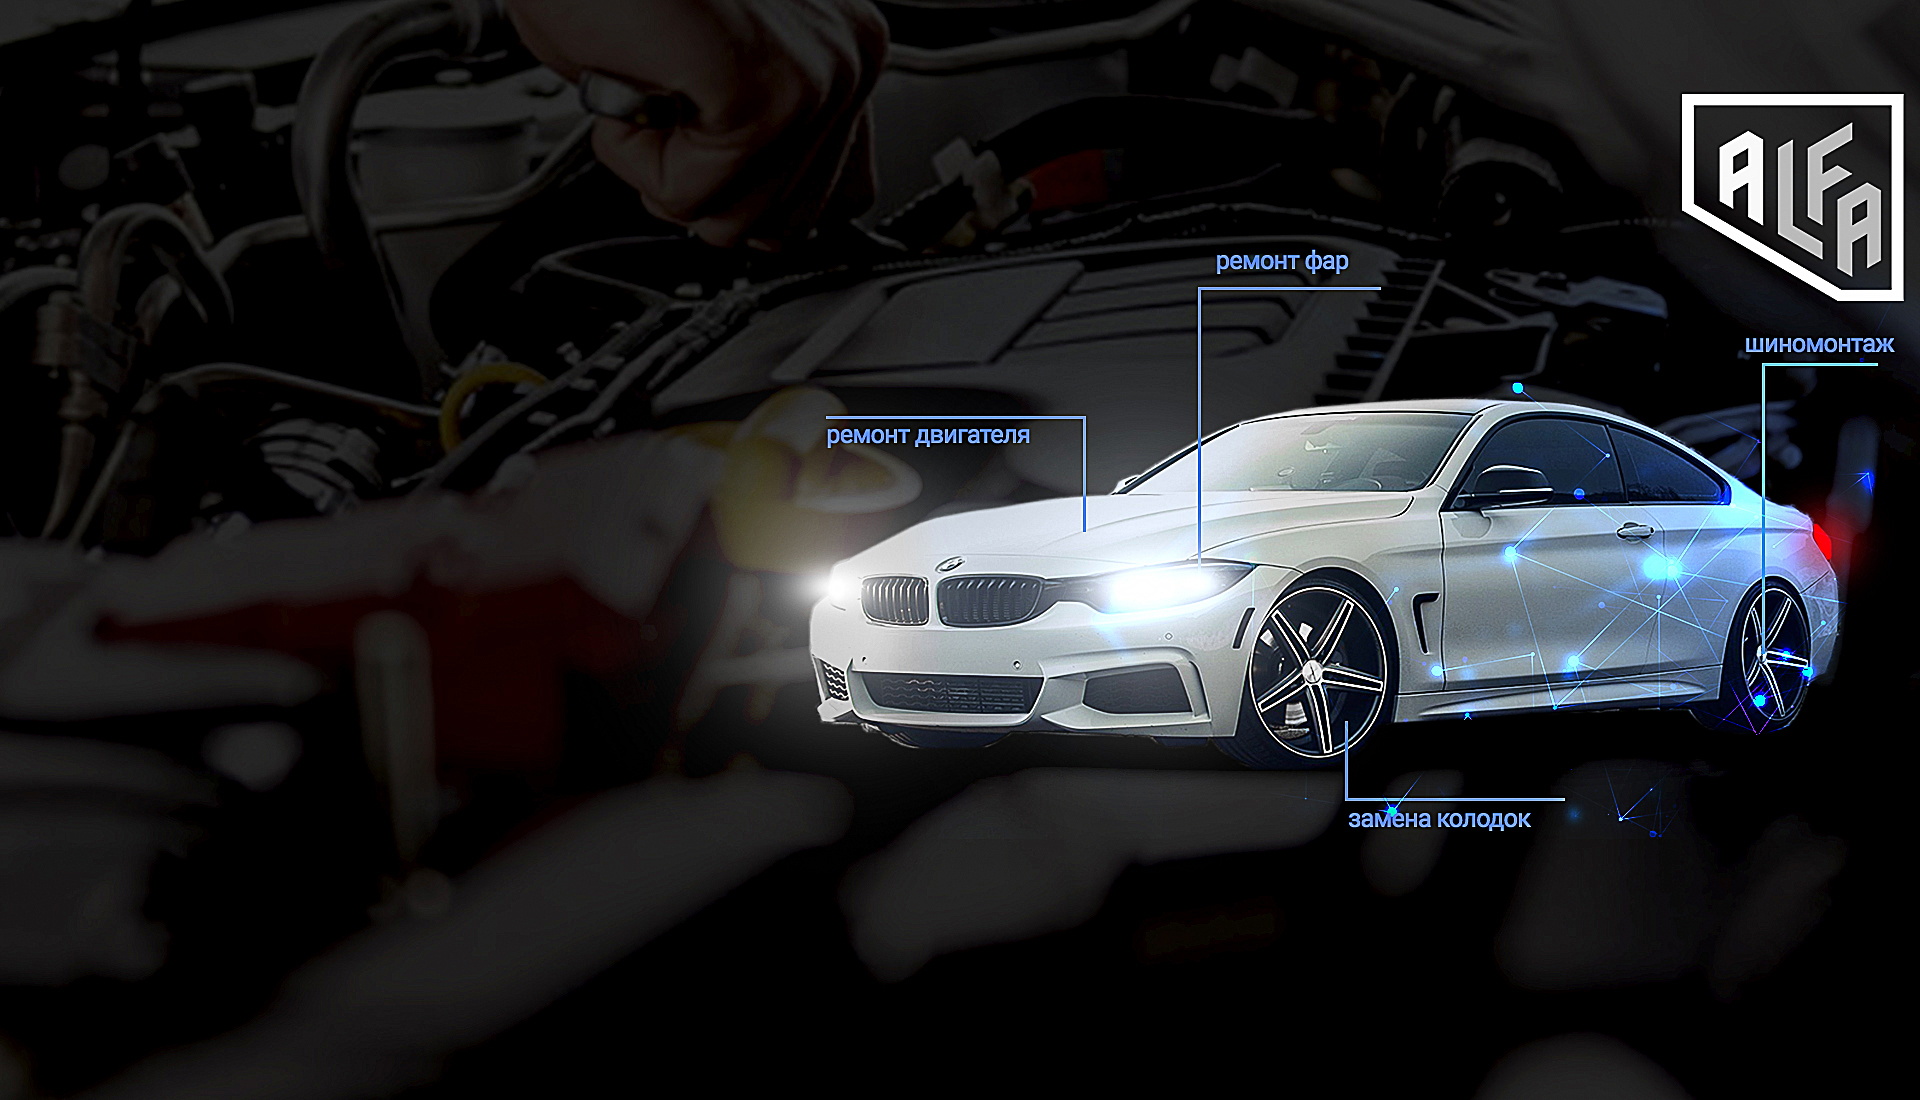 ALFA
ремонт фар
шиномонтаж
ремонт двигателя
замена колодок